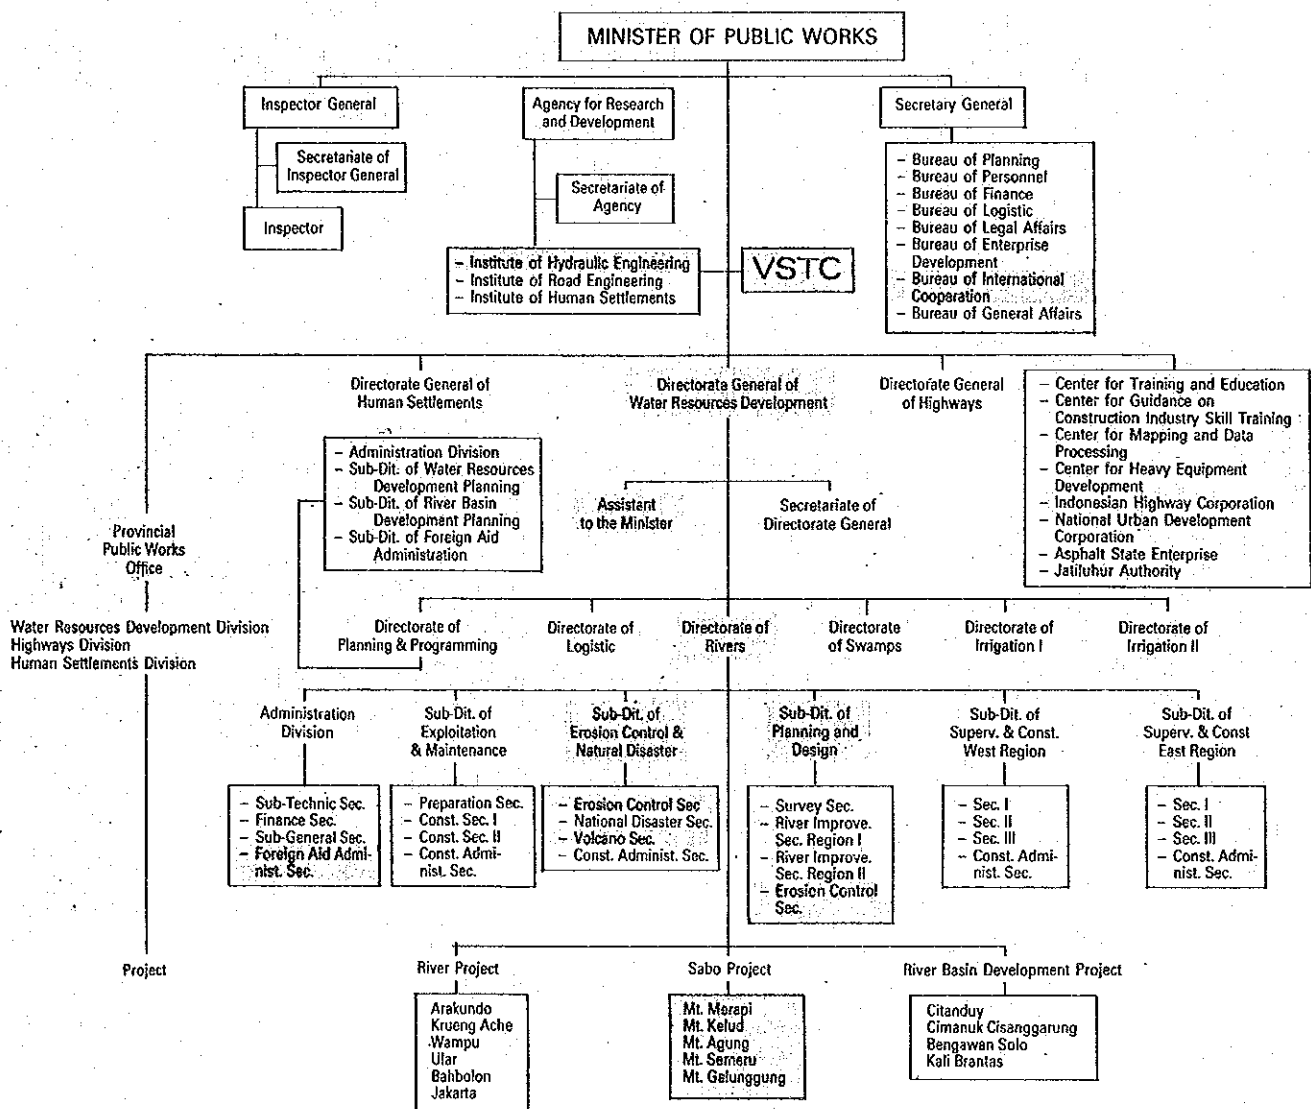 MINISTER OF PUBLIC WORKS
Inspector General
Secretariate of
Inspector General
Inspector
Agency for Research
and Development
Secretariate of
Agency
– Institute of Hydraulic Engineering
– Institute of Road Engineering
– Institute of Human Settlements
VSTC
Secretary General
– Bureau of Planning
– Bureau of Personnel
– Bureau of Finance
– Bureau of Logistic
– Bureau of Legal Affairs
– Bureau of Enterprise
Development
– Bureau of International
Cooperation
– Bureau of General Affairs
Directorate General of
Human Settlements
Directorate General of
Water Resources Development
Directorate General
of Highways
– Center for Training and Education
– Center for Guidance on
Construction Industry Skill Training
– Center for Mapping and Data
Processing
– Center for Heavy Equipment
Development
– Indonesian Highway Corporation
– National Urban Development
Corporation
– Asphalt State Enterprise
– Jatiluhur Authority
– Administration Division
– Sub-Dit. of Water Resources
Development Planning
– Sub-Dit. of River Basin
Development Planning
– Sub-Dit. of Foreign Aid
Administration
Assistant
to the Minister
Secretariate of
Directorate General
Provincial
Public Works
Office
Water Resources Development Division
Highways Division
Human Settlements Division
Directorate of
Planning & Programming
Directorate of
Logistic
Directorate of
Rivers
Directorate
of Swamps
Directorate of
Irrigation I
Directorate of
Irrigation II
Administration
Division
Sub-Dit. of
Exploitation
& Maintenance
Sub-Dit. of
Erosion Control &
Natural Disaster
Sub-Dit. of
Planning and
Design
Sub-Dit. of
Superv. & Const.
West Region
Sub-Dit. of
Superv. & Const
East Region
– Sub-Technic Sec.
– Finance Sec.
– Sub-General Sec.
– Foreign Aid Admi-
nist. Sec.
– Preparation Sec.
– Const. Sec. I
– Const. Sec. II
– Const. Admi-
nist. Sec.
– Erosion Control Sec
– National Disaster Sec.
– Volcano Sec.
– Const. Administ. Sec.
– Survey Sec.
– River Improve.
Sec. Region I
– River Improve.
Sec. Region II
– Erosion Control
Sec.
– Sec. I
– Sec. II
– Sec. III
– Const. Admi-
nist. Sec.
– Sec. I
– Sec. II
– Sec. III
– Const. Admi-
nist. Sec.
Project
River Project
Sabo Project
River Basin Development Project
Arakundo
Krueng Ache
Wampu
Ular
Bahbolon
Jakarta
Mt. Merapi
Mt. Kelud
Mt. Agung
Mt. Semeru
Mt. Galunggung
Citanduy
Cimanuk Cisanggarung
Bengawan Solo
Kali Brantas